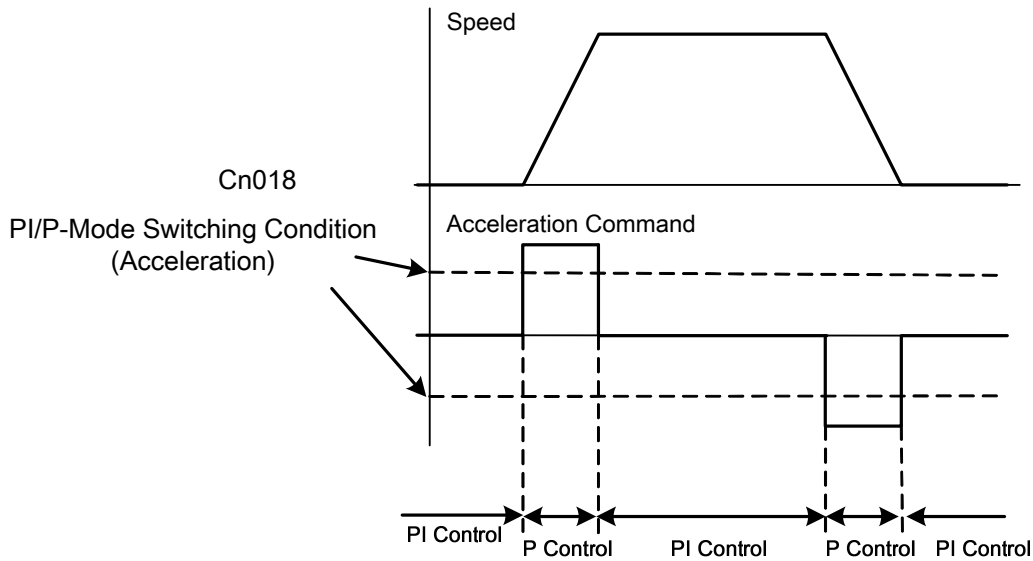 Speed
Cn018
PI/P-Mode Switching Condition
(Acceleration)
Acceleration Command
PI Control
P Control
PI Control
P Control
PI Control